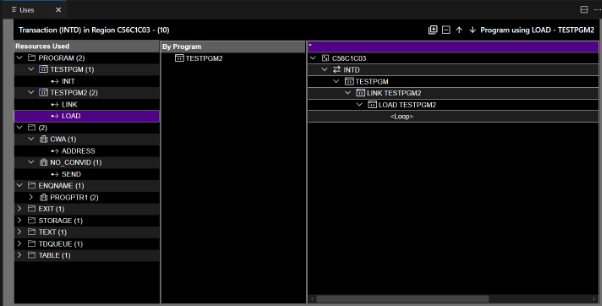 Uses
Transaction (INTD) in Region C56C1C03 - (10)
Program using LOAD - TESTPGM2
Resources Used
By Program
*
PROGRAM (2)
TESTPGM (1)
INIT
TESTPGM2 (2)
LINK
LOAD
(2)
CWA (1)
ADDRESS
NO_CONVID (1)
SEND
ENQNAME (1)
PROGPTR1 (2)
EXIT (1)
STORAGE (1)
TEXT (1)
TDQUEUE (1)
TABLE (1)
TESTPGM2
C56C1C03
INTD
TESTPGM
LINK TESTPGM2
LOAD TESTPGM2
<Loop>